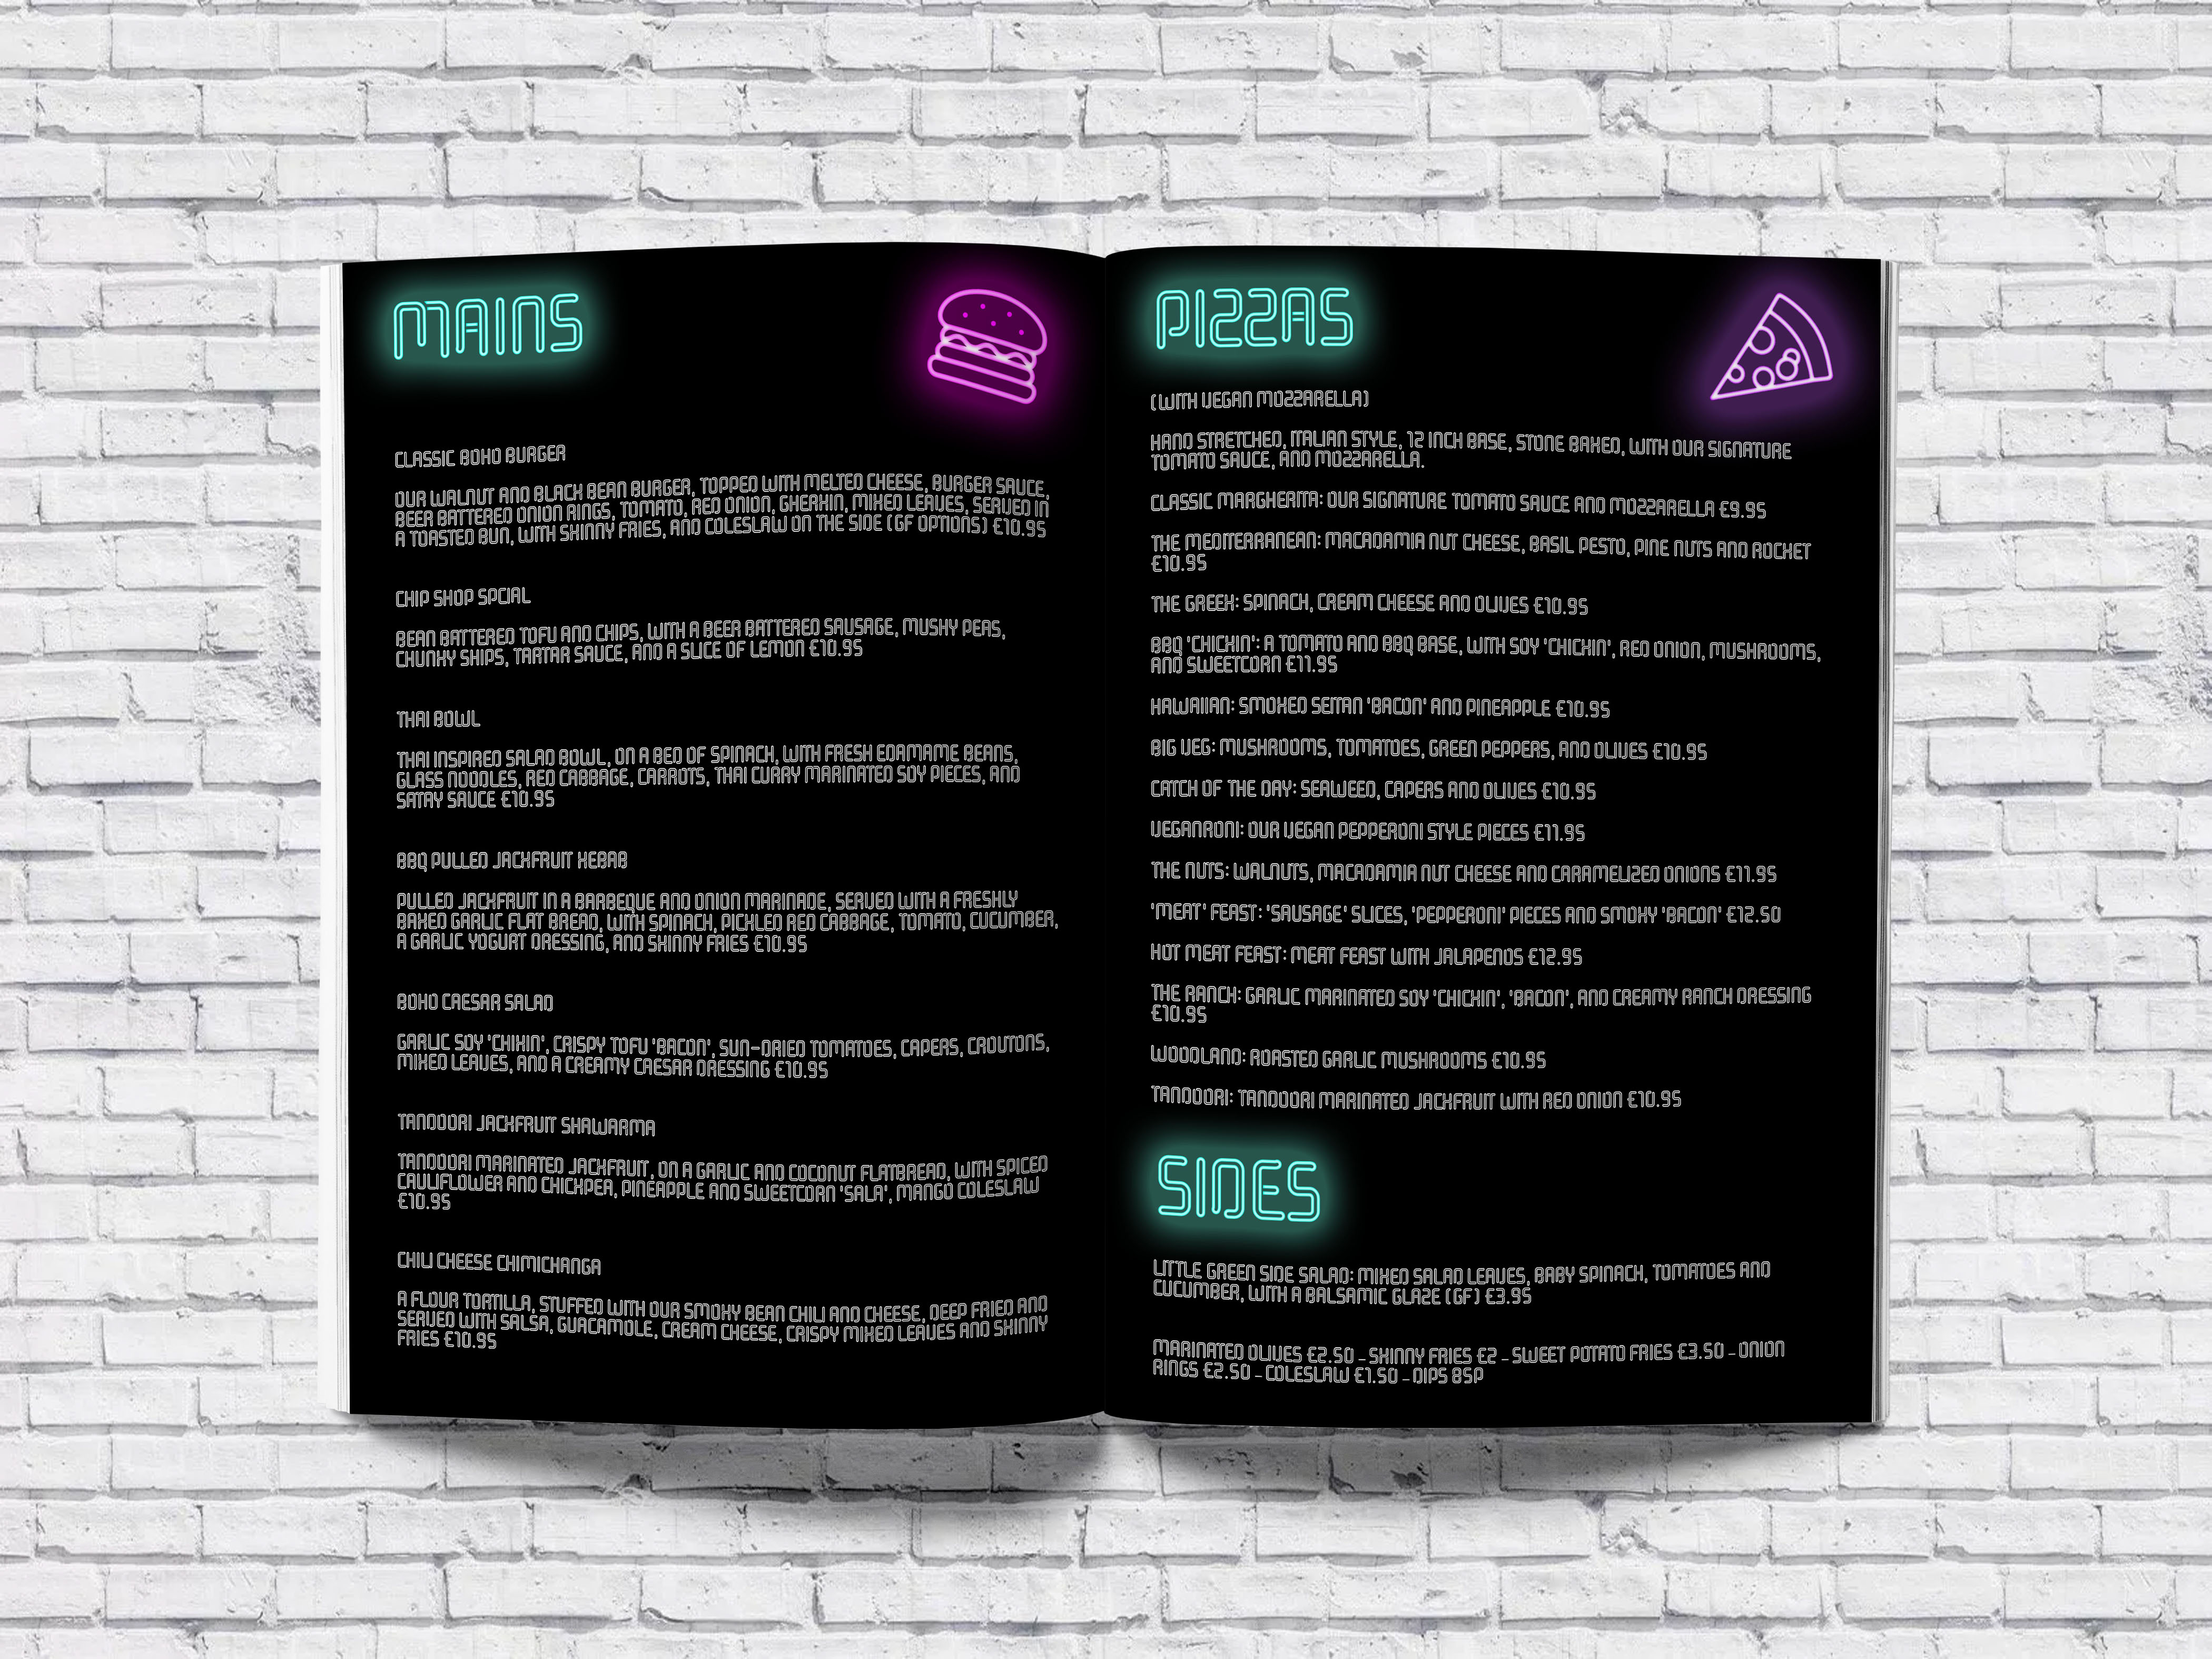 MAINS
CLASSIC BOHO BURGER
OUR WALNUT AND BLACK BEAN BURGER, TOPPED WITH MELTED CHEESE, BURGER SAUCE,
BEER BATTERED ONION RINGS, TOMATO, RED ONION, GHERKIN, MIXED LEAVES, SERVED IN
A TOASTED BUN, WITH SKINNY FRIES, AND COLESLAW ON THE SIDE (GF OPTIONS) £10.95
CHIP SHOP SPCIAL
BEAN BATTERED TOFU AND CHIPS, WITH A BEER BATTERED SAUSAGE, MUSHY PEAS,
CHUNKY SHIPS, TARTAR SAUCE, AND A SLICE OF LEMON £10.95
THAI BOWL
THAI INSPIRED SALAD BOWL, ON A BED OF SPINACH, WITH FRESH EDAMAME BEANS,
GLASS NOODLES, RED CABBAGE, CARROTS, THAI CURRY MARINATED SOY PIECES, AND
SATAY SAUCE £10.95
BBQ PULLED JACKFRUIT KEBAB
PULLED JACKFRUIT IN A BARBEQUE AND ONION MARINADE, SERVED WITH A FRESHLY
BAKED GARLIC FLAT BREAD, WITH SPINACH, PICKLED RED CABBAGE, TOMATO, CUCUMBER,
A GARLIC YOGURT DRESSING, AND SKINNY FRIES £10.95
BOHO CAESAR SALAD
GARLIC SOY 'CHIKIN', CRISPY TOFU 'BACON', SUN-DRIED TOMATOES, CAPERS, CROUTONS,
MIXED LEAVES, AND A CREAMY CAESAR DRESSING £10.95
TANDOORI JACKFRUIT SHAWARMA
TANDOORI MARINATED JACKFRUIT, ON A GARLIC AND COCONUT FLATBREAD, WITH SPICED
CAULIFLOWER AND CHICKPEA, PINEAPPLE AND SWEETCORN 'SALA', MANGO COLESLAW
£10.95
CHILI CHEESE CHIMICHANGA
A FLOUR TORTILLA, STUFFED WITH OUR SMOKY BEAN CHILI AND CHEESE, DEEP FRIED AND
SERVED WITH SALSA, GUACAMOLE, CREAM CHEESE, CRISPY MIXED LEAVES AND SKINNY
FRIES £10.95
PIZZAS
(WITH VEGAN MOZZARELLA)
HAND STRETCHED, ITALIAN STYLE, 12 INCH BASE, STONE BAKED, WITH OUR SIGNATURE
TOMATO SAUCE, AND MOZZARELLA.
CLASSIC MARGHERITA: OUR SIGNATURE TOMATO SAUCE AND MOZZARELLA £9.95
THE MEDITERRANEAN: MACADAMIA NUT CHEESE, BASIL PESTO, PINE NUTS AND ROCKET
£10.95
THE GREEK: SPINACH, CREAM CHEESE AND OLIVES £10.95
BBQ 'CHICKIN': A TOMATO AND BBQ BASE, WITH SOY 'CHICKIN', RED ONION, MUSHROOMS,
AND SWEETCORN £11.95
HAWAIIAN: SMOKED SEITAN 'BACON' AND PINEAPPLE £10.95
BIG VEG: MUSHROOMS, TOMATOES, GREEN PEPPERS, AND OLIVES £10.95
CATCH OF THE DAY: SEAWEED, CAPERS AND OLIVES £10.95
VEGANRONI: OUR VEGAN PEPPERONI STYLE PIECES £11.95
THE NUTS: WALNUTS, MACADAMIA NUT CHEESE AND CARAMELIZED ONIONS £11.95
'MEAT' FEAST: 'SAUSAGE' SLICES, 'PEPPERONI' PIECES AND SMOKY 'BACON' £12.50
HOT MEAT FEAST: MEAT FEAST WITH JALAPENOS £12.95
THE RANCH: GARLIC MARINATED SOY 'CHICKIN', 'BACON', AND CREAMY RANCH DRESSING
£10.95
WOODLAND: ROASTED GARLIC MUSHROOMS £10.95
TANDOORI: TANDOORI MARINATED JACKFRUIT WITH RED ONION £10.95
SIDES
LITTLE GREEN SIDE SALAD: MIXED SALAD LEAVES, BABY SPINACH, TOMATOES AND
CUCUMBER, WITH A BALSAMIC GLAZE (GF) £3.95
MARINATED OLIVES £2.50 - SKINNY FRIES £2 - SWEET POTATO FRIES £3.50 - ONION
RINGS £2.50 - COLESLAW £1.50 - DIPS 85P